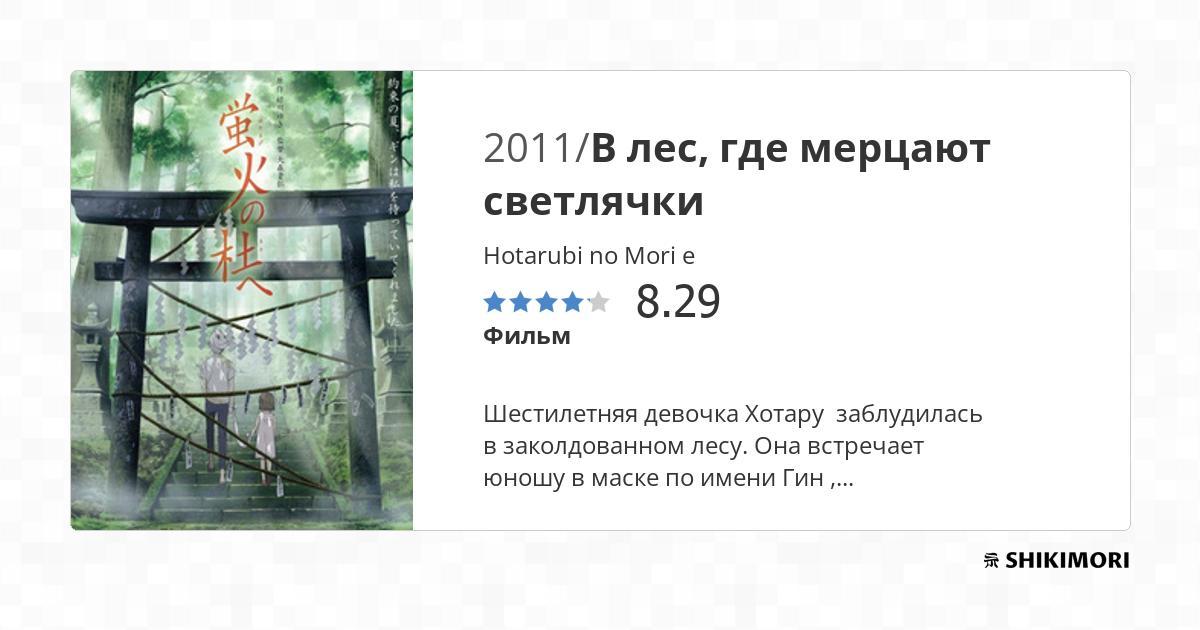 蛍火の杜へ
約束の夏、ギンは私を待っていてくれました
2011/В лес, где мерцают
светлячки
Hotarubi no Mori e
8.29
Фильм
Шестилетняя девочка Хотару заблудилась
в заколдованном лесу. Она встречает
юношу в маске по имени Гин ,...
SHIKIMORI